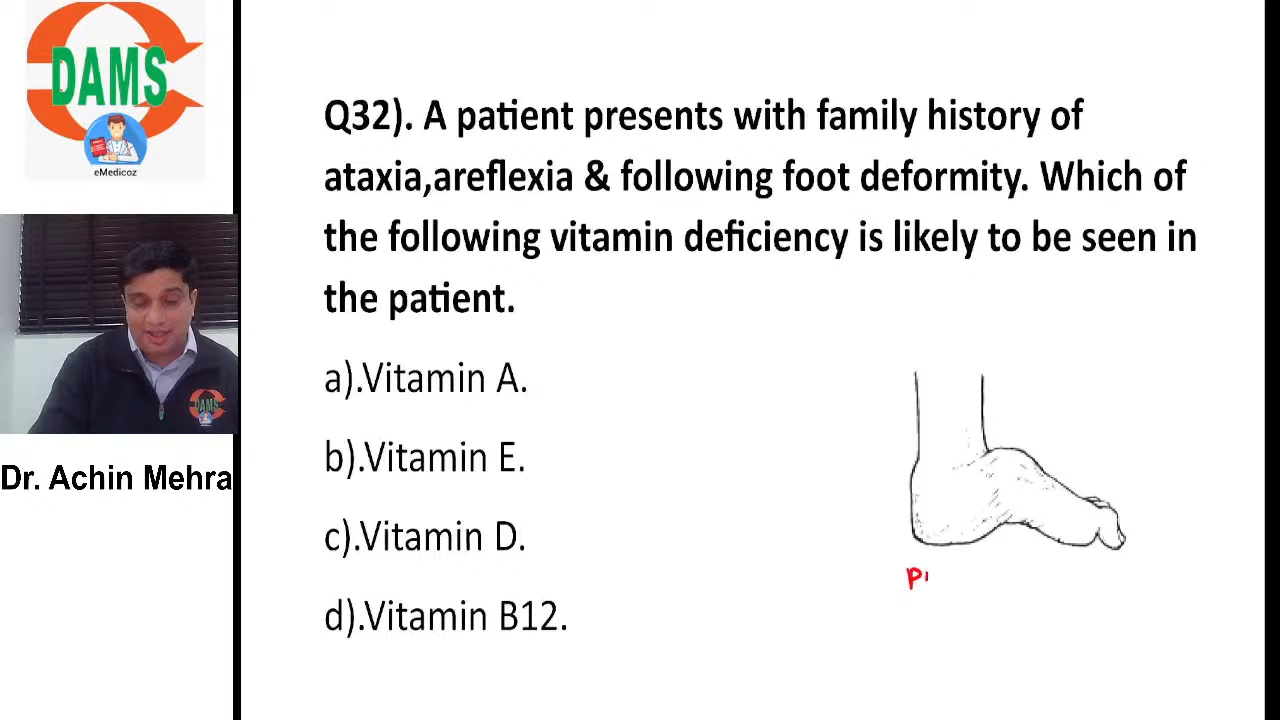 DAMS
eMedicoz
DAMS
Dr. Achin Mehra
Q32). A patient presents with family history of
ataxia,areflexia & following foot deformity. Which of
the following vitamin deficiency is likely to be seen in
the patient.
a).Vitamin A.
b).Vitamin E.
c).Vitamin D.
d).Vitamin B12.